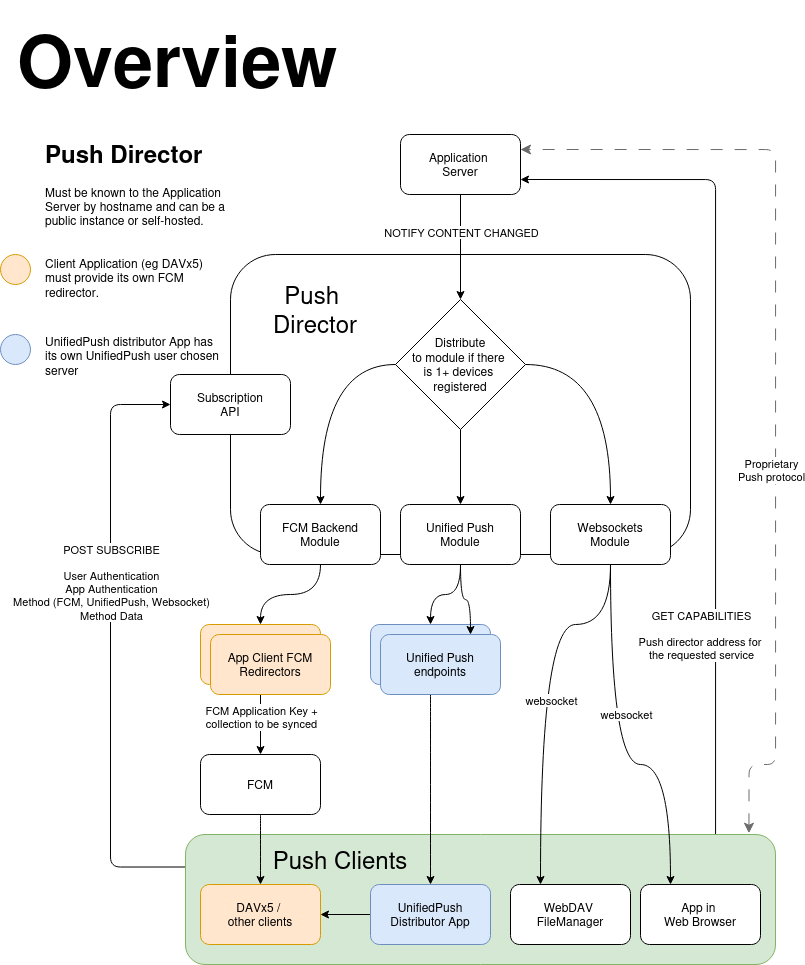 Overview
Push Director
Must be known to the Application
Server by hostname and can be a
public instance or self-hosted.
Client Application (eg DAVx5)
must provide its own FCM
redirector.
UnifiedPush distributor App has
its own UnifiedPush user chosen
server
Application
Server
NOTIFY CONTENT CHANGED
Push
Director
Distribute
to module if there
is 1+ devices
registered
Subscription
API
Proprietary
Push protocol
FCM Backend
Module
Unified Push
Module
Websockets
Module
POST SUBSCRIBE
User Authentication
App Authentication
Method (FCM, UnifiedPush, Websocket)
Method Data
GET CAPABILITIES
Push director address for
the requested service
App Client FCM
Redirectors
Unified Push
endpoints
FCM Application Key +
collection to be synced
websocket
websocket
FCM
Push Clients
DAVx5 /
other clients
UnifiedPush
Distributor App
WebDAV
FileManager
App in
Web Browser